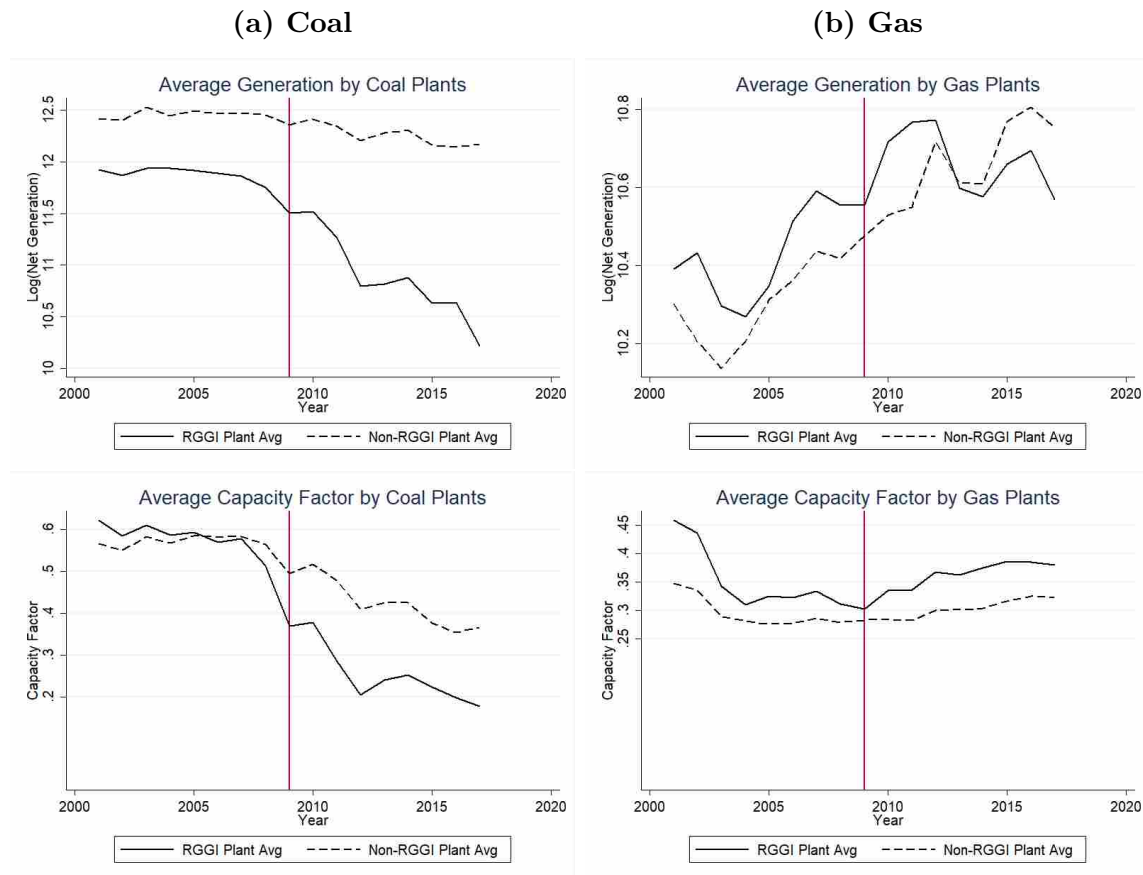 (a) Coal
(b) Gas
Average Generation by Coal Plants
Log(Net Generation)
12.5
12
11.5
11
10.5
10
2000
2005
2010
2015
2020
Year
RGGI Plant Avg
Non-RGGI Plant Avg
Average Generation by Gas Plants
Log(Net Generation)
10.8
10.6
10.4
10.2
2000
2005
2010
2015
2020
Year
RGGI Plant Avg
Non-RGGI Plant Avg
Average Capacity Factor by Coal Plants
Capacity Factor
.6
.5
.4
.3
.2
2000
2005
2010
2015
2020
Year
RGGI Plant Avg
Non-RGGI Plant Avg
Average Capacity Factor by Gas Plants
Capacity Factor
.45
.4
.35
.3
.25
2000
2005
2010
2015
2020
Year
RGGI Plant Avg
Non-RGGI Plant Avg